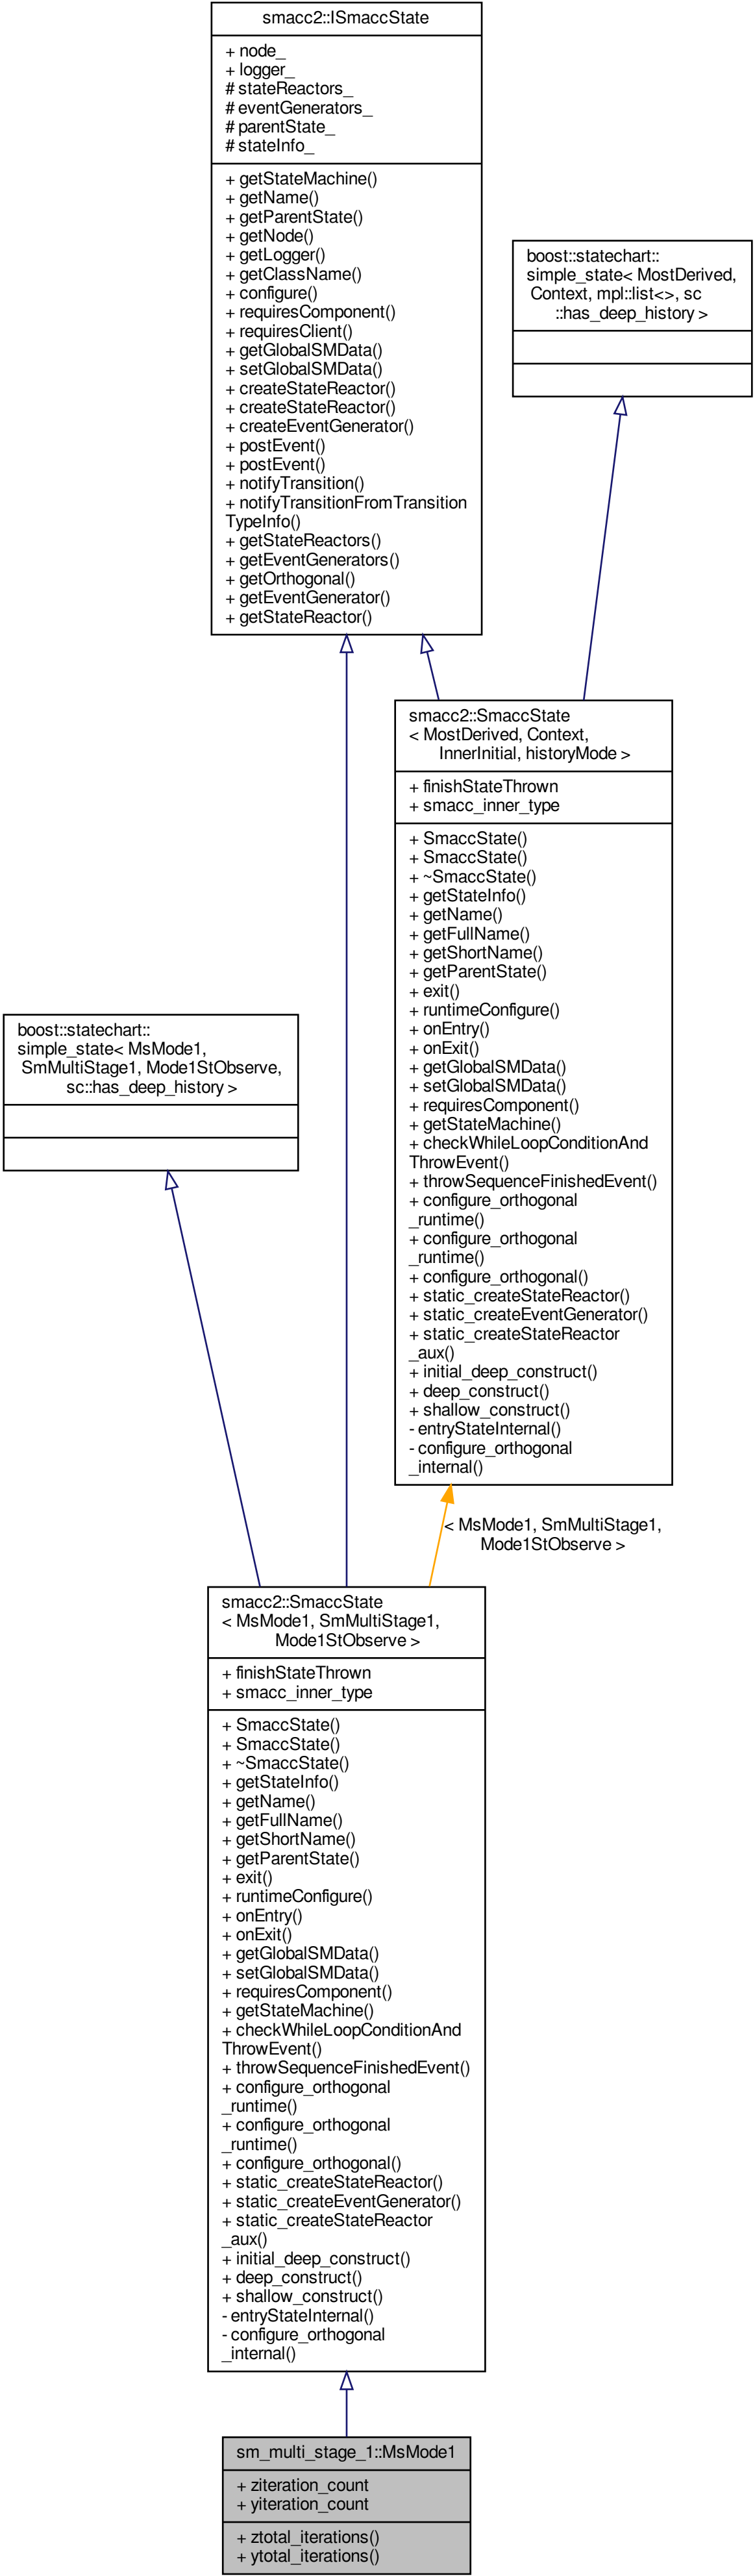 smacc2::ISmaccState
+ node_
+ logger_
# stateReactors_
# eventGenerators_
# parentState_
# stateInfo_
+ getStateMachine()
+ getName()
+ getParentState()
+ getNode()
+ getLogger()
+ getClassName()
+ configure()
+ requiresComponent()
+ requiresClient()
+ getGlobalSMData()
+ setGlobalSMData()
+ createStateReactor()
+ createStateReactor()
+ createEventGenerator()
+ postEvent()
+ postEvent()
+ notifyTransition()
+ notifyTransitionFromTransition
TypeInfo()
+ getStateReactors()
+ getEventGenerators()
+ getOrthogonal()
+ getEventGenerator()
+ getStateReactor()
boost::statechart::
simple_state< MostDerived,
Context, mpl::list<>, sc
::has_deep_history >
smacc2::SmaccState
< MostDerived, Context,
InnerInitial, historyMode >
+ finishStateThrown
+ smacc_inner_type
+ SmaccState()
+ SmaccState()
+ ~SmaccState()
+ getStateInfo()
+ getName()
+ getFullName()
+ getShortName()
+ getParentState()
+ exit()
+ runtimeConfigure()
+ onEntry()
+ onExit()
+ getGlobalSMData()
+ setGlobalSMData()
+ requiresComponent()
+ getStateMachine()
+ checkWhileLoopConditionAnd
ThrowEvent()
+ throwSequenceFinishedEvent()
+ configure_orthogonal
_runtime()
+ configure_orthogonal
_runtime()
+ configure_orthogonal()
+ static_createStateReactor()
+ static_createEventGenerator()
+ static_createStateReactor
_aux()
+ initial_deep_construct()
+ deep_construct()
+ shallow_construct()
- entryStateInternal()
- configure_orthogonal
_internal()
boost::statechart::
simple_state< MsMode1,
SmMultiStage1, Mode1StObserve,
sc::has_deep_history >
< MsMode1, SmMultiStage1,
Mode1StObserve >
smacc2::SmaccState
< MsMode1, SmMultiStage1,
Mode1StObserve >
+ finishStateThrown
+ smacc_inner_type
+ SmaccState()
+ SmaccState()
+ ~SmaccState()
+ getStateInfo()
+ getName()
+ getFullName()
+ getShortName()
+ getParentState()
+ exit()
+ runtimeConfigure()
+ onEntry()
+ onExit()
+ getGlobalSMData()
+ setGlobalSMData()
+ requiresComponent()
+ getStateMachine()
+ checkWhileLoopConditionAnd
ThrowEvent()
+ throwSequenceFinishedEvent()
+ configure_orthogonal
_runtime()
+ configure_orthogonal
_runtime()
+ configure_orthogonal()
+ static_createStateReactor()
+ static_createEventGenerator()
+ static_createStateReactor
_aux()
+ initial_deep_construct()
+ deep_construct()
+ shallow_construct()
- entryStateInternal()
- configure_orthogonal
_internal()
sm_multi_stage_1::MsMode1
+ ziteration_count
+ yiteration_count
+ ztotal_iterations()
+ ytotal_iterations()